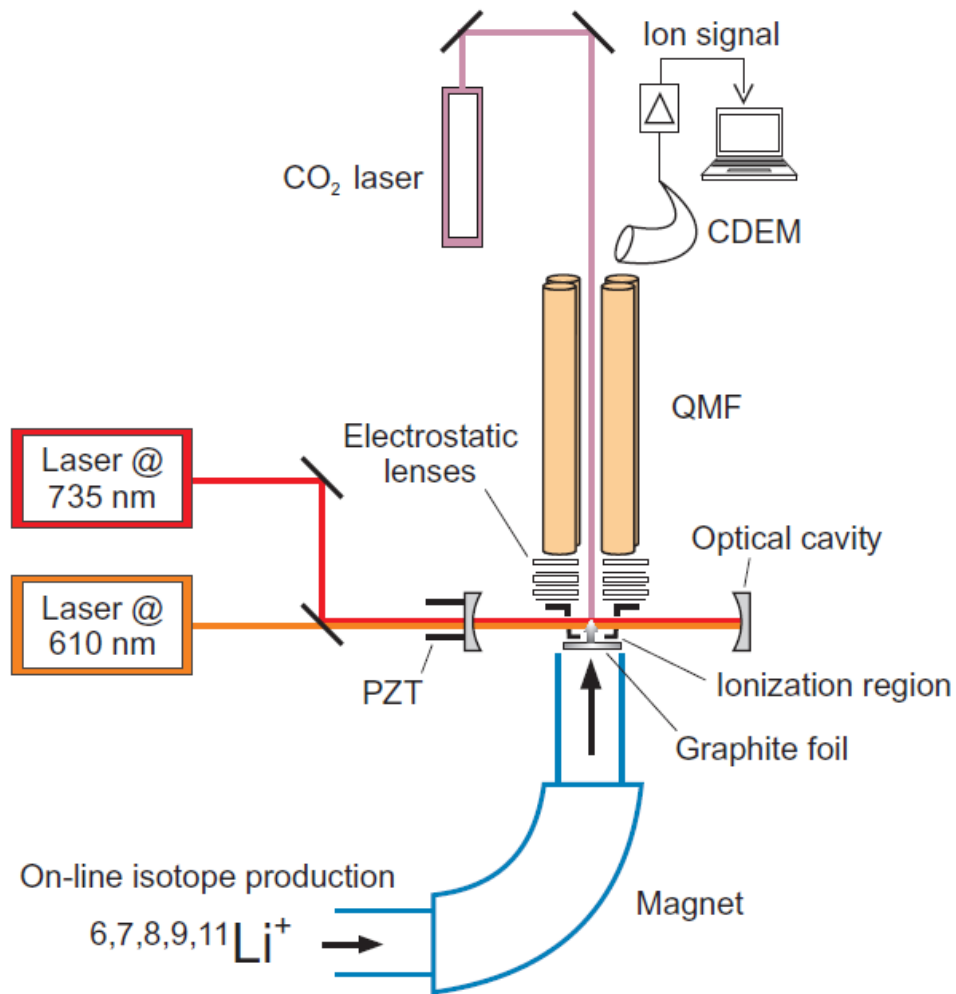 Ion signal
CO₂ laser
CDEM
QMF
Electrostatic
lenses
Laser @
735 nm
Optical cavity
Laser @
610 nm
PZT
Ionization region
Graphite foil
On-line isotope production
⁶,⁷,⁸,⁹,¹¹Li⁺
Magnet